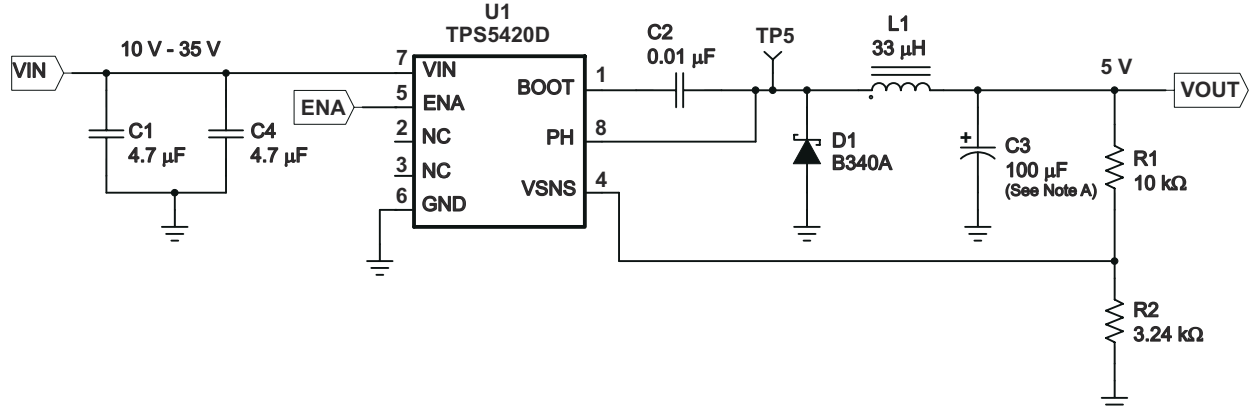 U1
TPS5420D
10 V - 35 V
VIN
ENA
7
VIN
5
ENA
2
NC
3
NC
6
GND
BOOT
1
PH
8
VSNS
4
C1
4.7 µF
C4
4.7 µF
C2
0.01 µF
TP5
L1
33 µH
D1
B340A
+
C3
100 µF
(See Note A)
5 V
VOUT
R1
10 kΩ
R2
3.24 kΩ